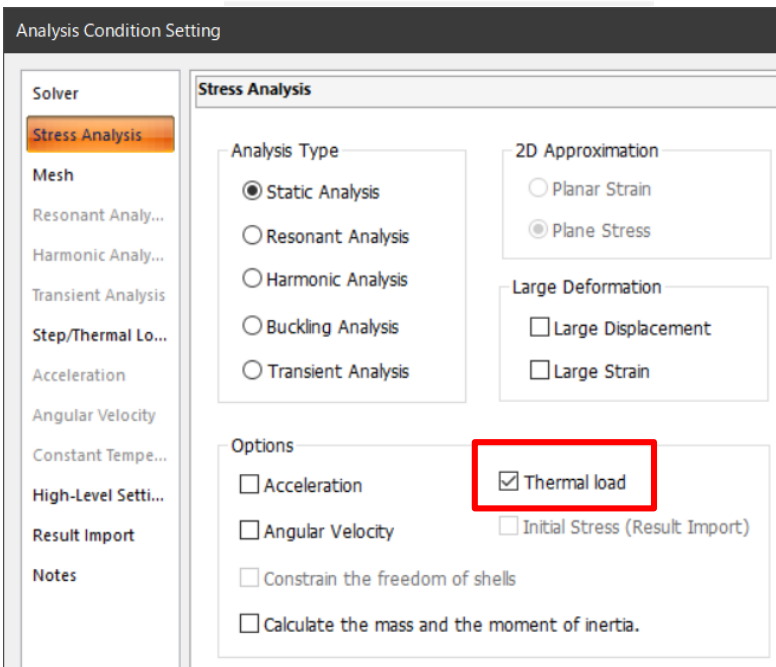 Analysis Condition Setting
Solver
Stress Analysis
Mesh
Resonant Analy...
Harmonic Analy...
Transient Analysis
Step/Thermal Lo...
Acceleration
Angular Velocity
Constant Tempe...
High-Level Setti...
Result Import
Notes
Stress Analysis
Analysis Type
Static Analysis
Resonant Analysis
Harmonic Analysis
Buckling Analysis
Transient Analysis
2D Approximation
Planar Strain
Plane Stress
Large Deformation
Large Displacement
Large Strain
Options
Acceleration
Thermal load
Angular Velocity
Initial Stress (Result Import)
Constrain the freedom of shells
Calculate the mass and the moment of inertia.